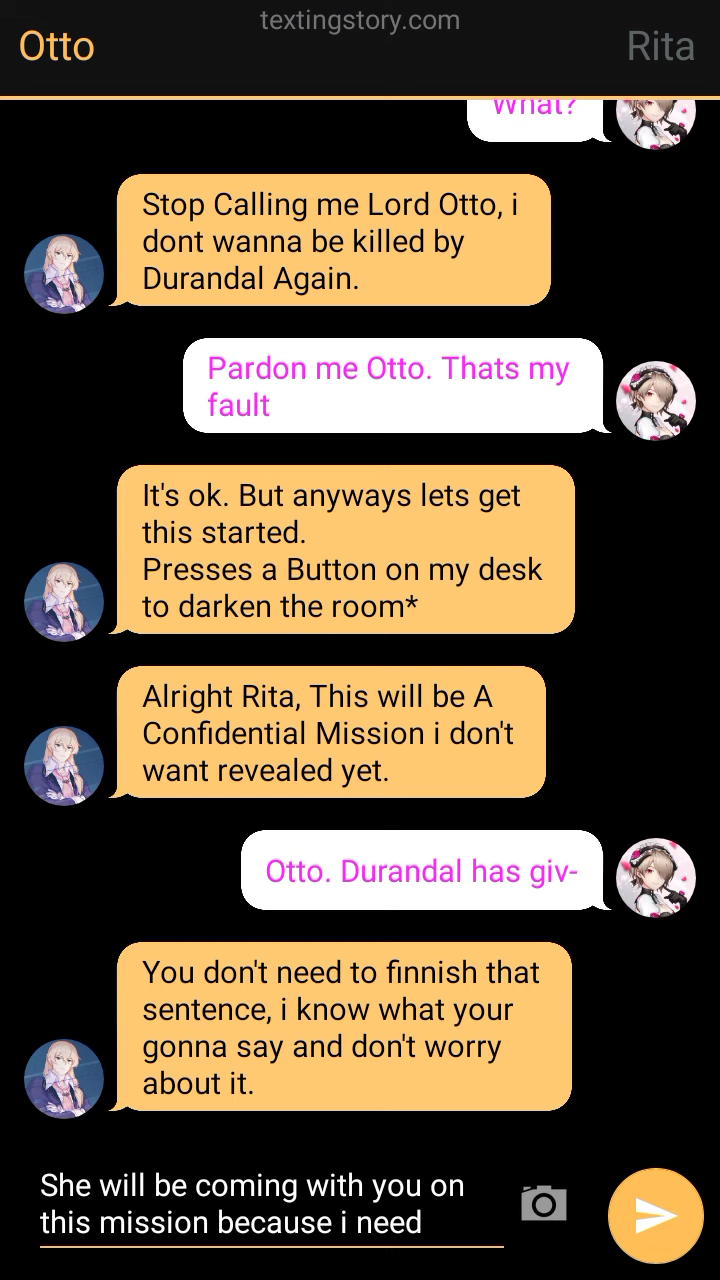 textingstory.com
Otto
Rita
What?
Stop Calling me Lord Otto, i
dont wanna be killed by
Durandal Again.
Pardon me Otto. Thats my
fault
It's ok. But anyways lets get
this started.
Presses a Button on my desk
to darken the room*
Alright Rita, This will be A
Confidential Mission i don't
want revealed yet.
Otto. Durandal has giv-
You don't need to finnish that
sentence, i know what your
gonna say and don't worry
about it.
She will be coming with you on
this mission because i need